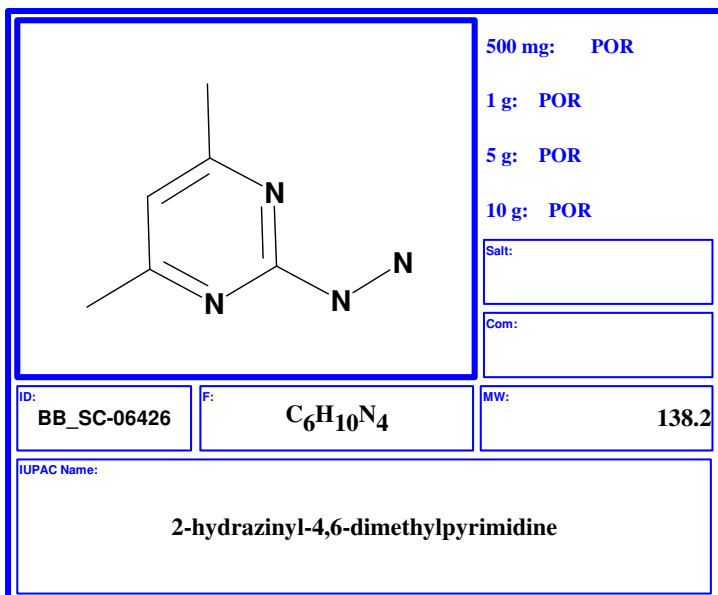 500 mg: POR
1 g: POR
5 g: POR
10 g: POR
N
N
N
N
Salt:
Com:
ID:
BB_SC-06426
F:
C6H10N4
MW:
138.2
IUPAC Name:
2-hydrazinyl-4,6-dimethylpyrimidine